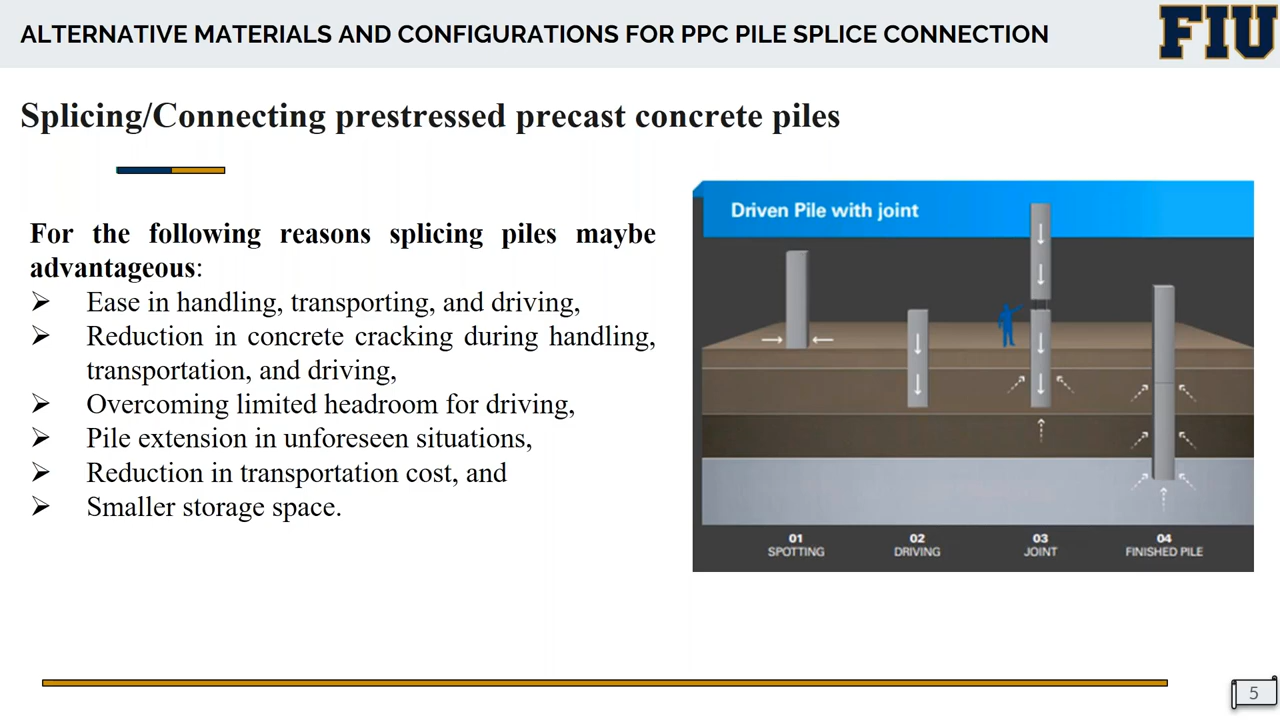 ALTERNATIVE MATERIALS AND CONFIGURATIONS FOR PPC PILE SPLICE CONNECTION
FIU
Splicing/Connecting prestressed precast concrete piles
For the following reasons splicing piles maybe
advantageous:
➢ Ease in handling, transporting, and driving,
➢ Reduction in concrete cracking during handling,
transportation, and driving,
➢ Overcoming limited headroom for driving,
➢ Pile extension in unforeseen situations,
➢ Reduction in transportation cost, and
➢ Smaller storage space.
Driven Pile with joint
01
SPOTTING
02
DRIVING
03
JOINT
04
FINISHED PILE
5